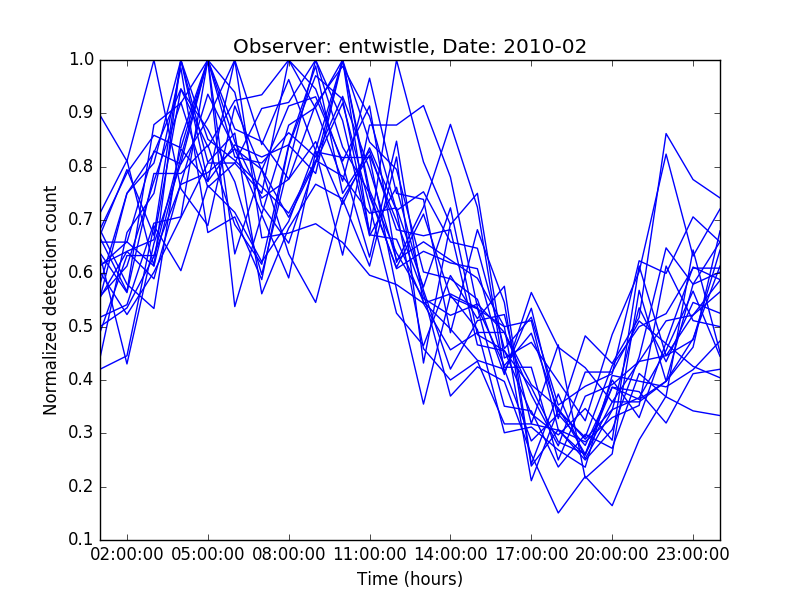 Observer: entwistle, Date: 2010-02
Normalized detection count
1.0
0.9
0.8
0.7
0.6
0.5
0.4
0.3
0.2
0.1
02:00:00 05:00:00 08:00:00 11:00:00 14:00:00 17:00:00 20:00:00 23:00:00
Time (hours)